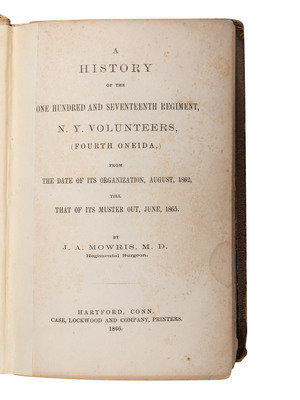 A
HISTORY
OF THE
ONE HUNDRED AND SEVENTEENTH REGIMENT,
N. Y. VOLUNTEERS,
(FOURTH ONEIDA,)
FROM
THE DATE OF ITS ORGANIZATION, AUGUST, 1862,
TILL
THAT OF ITS MUSTER OUT, JUNE, 1865.
BY
J. A. MOWRIS, M. D.
Regimental Surgeon.
HARTFORD, CONN.
CASE, LOCKWOOD AND COMPANY, PRINTERS.
1866.